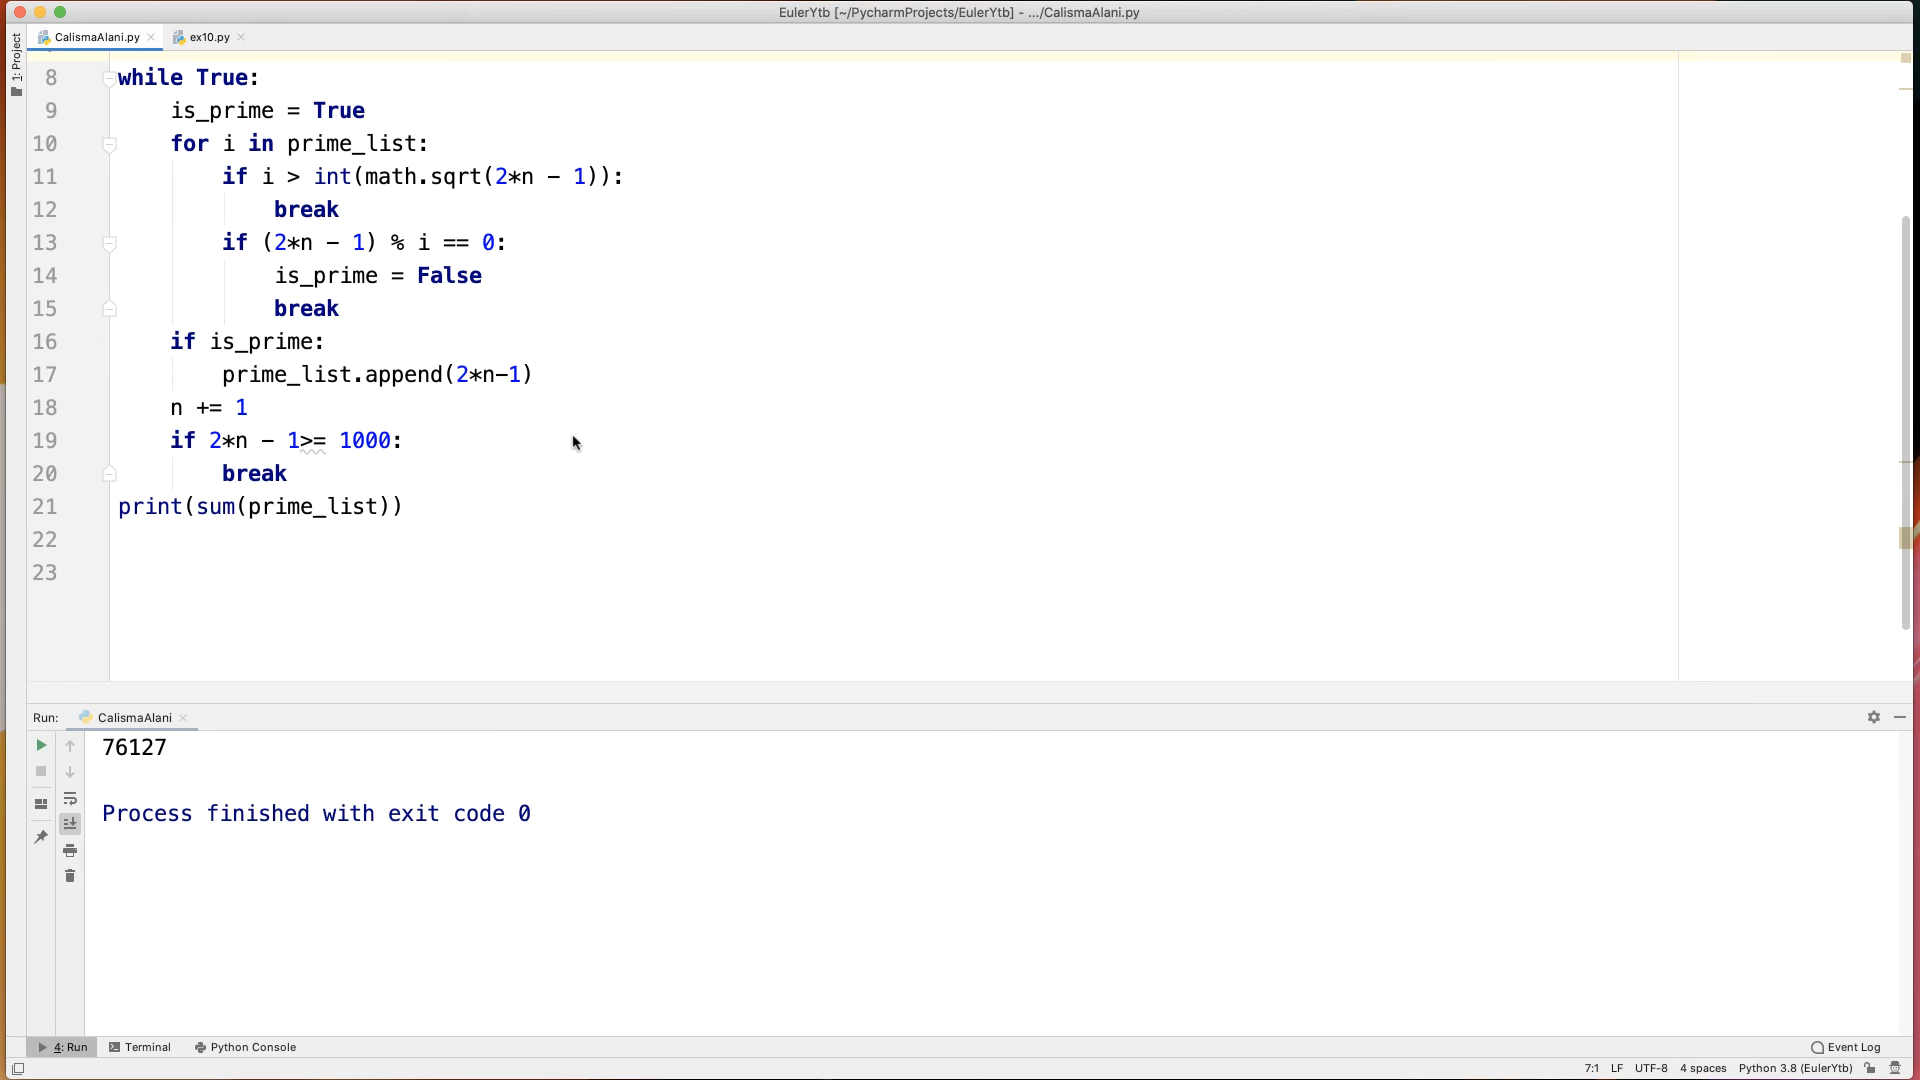 EulerYtb [~/PycharmProjects/EulerYtb] - .../CalismaAlani.py
CalismaAlani.py
ex10.py
1: Project
8 while True:
9     is_prime = True
10     for i in prime_list:
11         if i > int(math.sqrt(2*n - 1)):
12             break
13         if (2*n - 1) % i == 0:
14             is_prime = False
15             break
16     if is_prime:
17         prime_list.append(2*n-1)
18     n += 1
19     if 2*n - 1>= 1000:
20         break
21 print(sum(prime_list))
22
23
Run: CalismaAlani
76127
Process finished with exit code 0
4: Run Terminal Python Console Event Log
7:1 LF UTF-8 4 spaces Python 3.8 (EulerYtb)